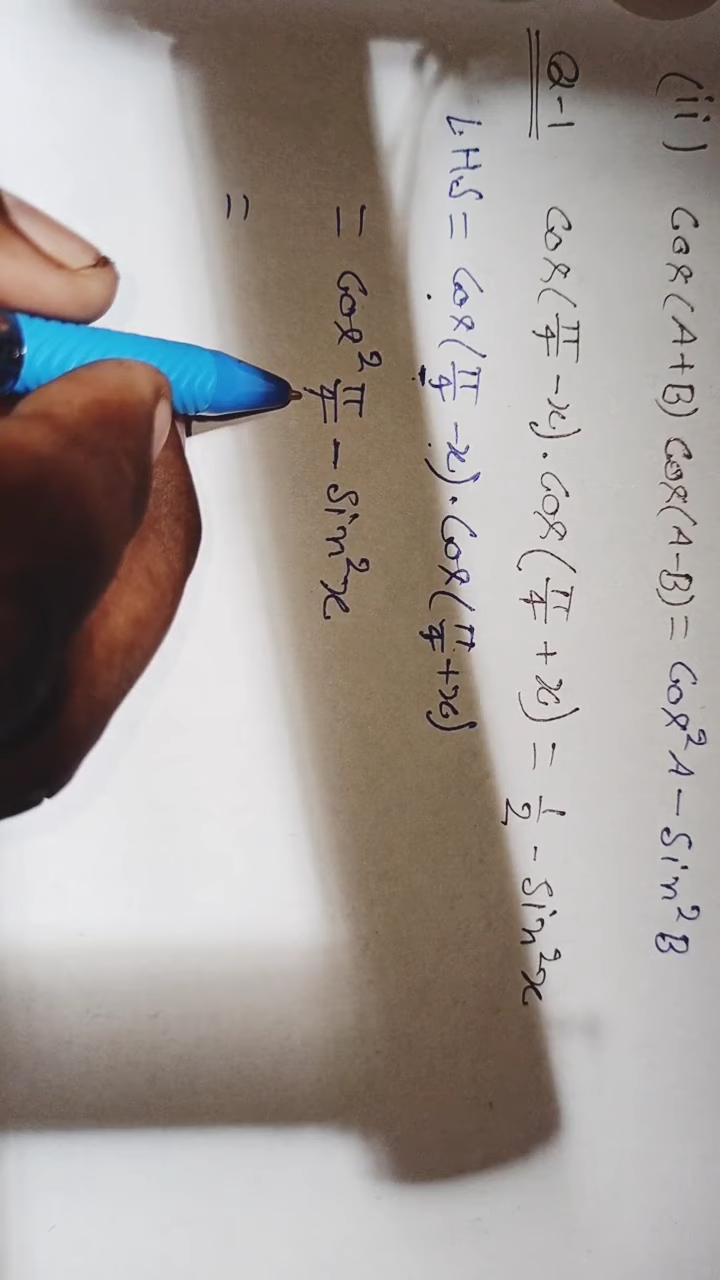 (ii) Cos(A+B) Cos(A-B) = Cos²A - Sin²B
Q-1 Cos(π/4 - x). Cos(π/4 + x) = 1/2 - Sin²x
LHS = Cos(π/4 - x). Cos(π/4 + x)
= Cos² π/4 - Sin²x
=